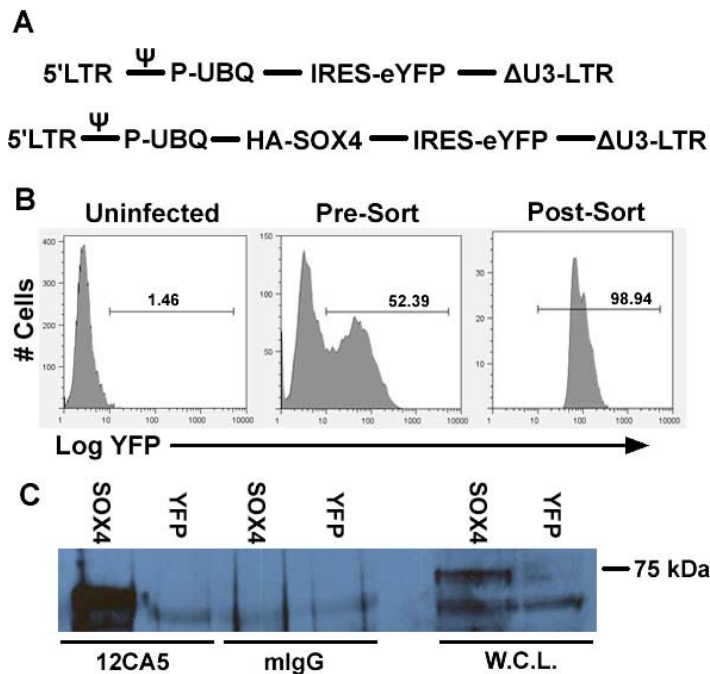 A
5'LTR Ψ P-UBQ IRES-eYFP ΔU3-LTR
5'LTR Ψ P-UBQ HA-SOX4 IRES-eYFP ΔU3-LTR
B
Uninfected Pre-Sort Post-Sort
# Cells
400
300
200
100
0
1.46
1 10 100 1000 10000
150
100
50
0
52.39
1 10 100 1000 10000
30
20
10
0
98.94
1 10 100 1000 10000
Log YFP
C
SOX4 YFP SOX4 YFP SOX4 YFP
75 kDa
12CA5 mIgG W.C.L.